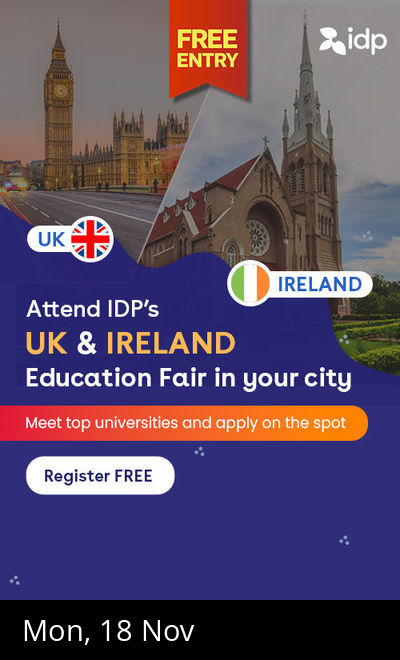 FREE
ENTRY
idp
UK
IRELAND
Attend IDP's
UK & IRELAND
Education Fair in your city
Meet top universities and apply on the spot
Register FREE
Mon, 18 Nov